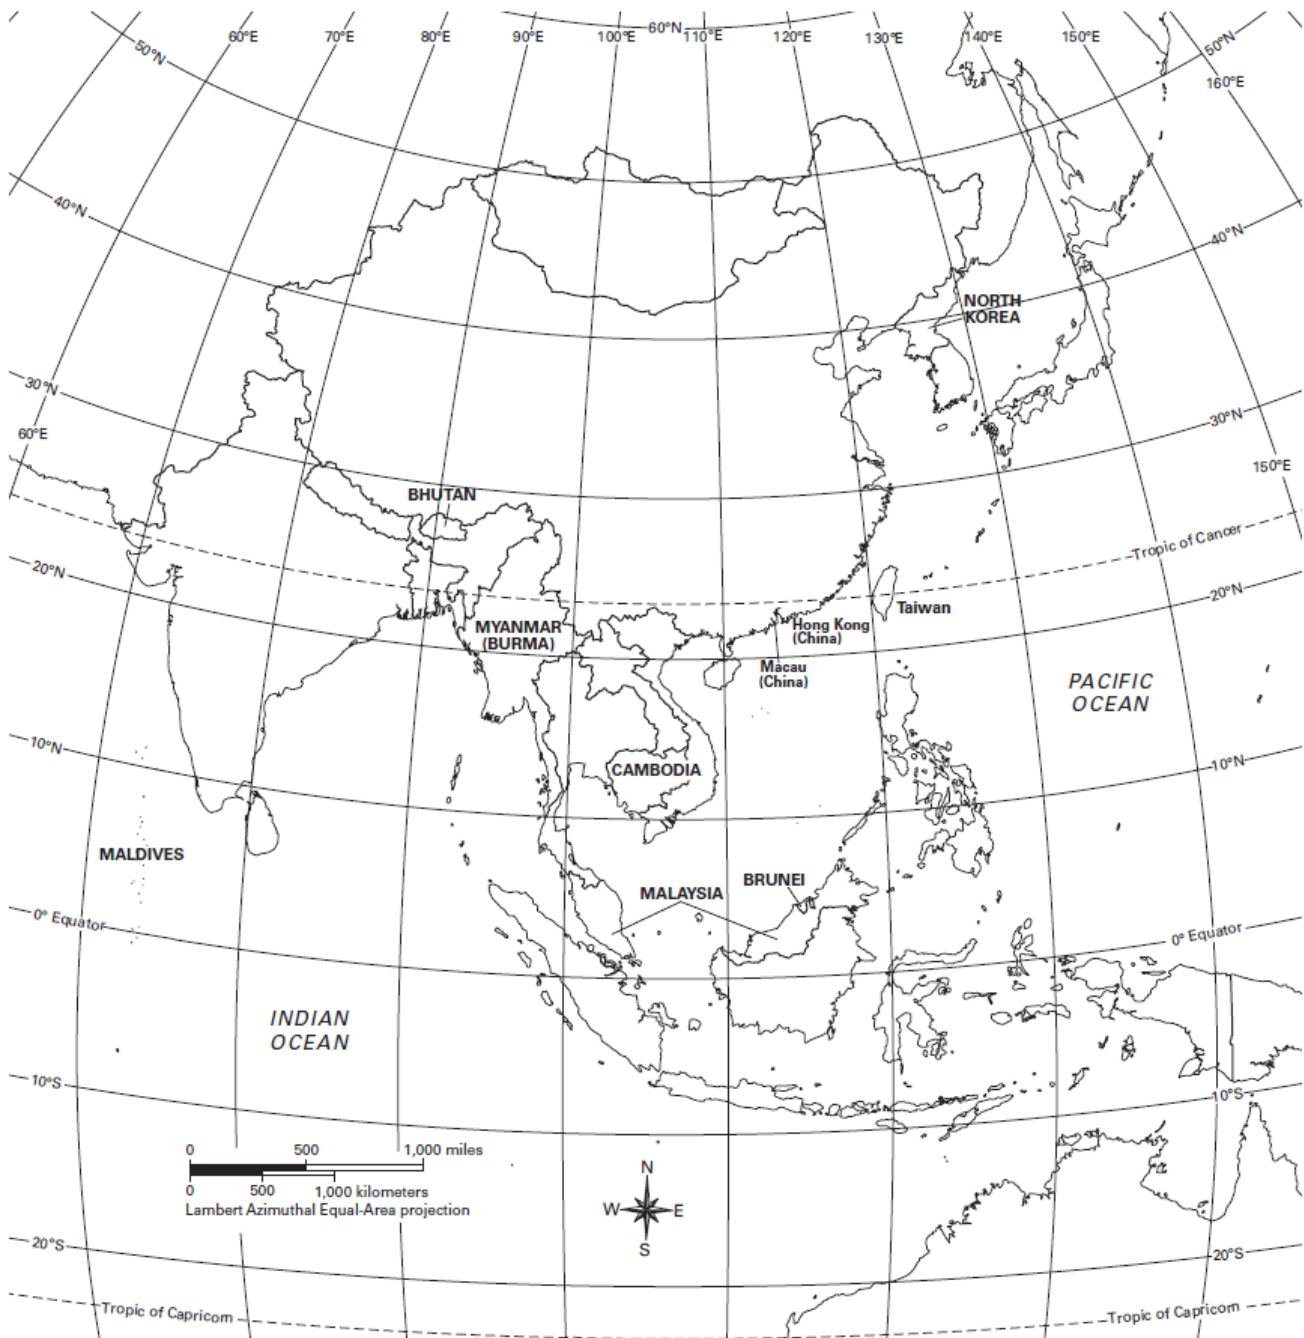 60°N
60°E
70°E
80°E
90°E
100°E
110°E
120°E
130°E
140°E
150°E
50°N
50°N
160°E
40°N
40°N
NORTH
KOREA
30°N
30°N
60°E
150°E
BHUTAN
Tropic of Cancer
20°N
20°N
Taiwan
Hong Kong
(China)
MYANMAR
(BURMA)
Macau
(China)
PACIFIC
OCEAN
10°N
10°N
CAMBODIA
MALDIVES
MALAYSIA
BRUNEI
0° Equator
0° Equator
INDIAN
OCEAN
10°S
10°S
0 500 1,000 miles
0 500 1,000 kilometers
Lambert Azimuthal Equal-Area projection
N
W E
S
20°S
20°S
Tropic of Capricorn
Tropic of Capricorn